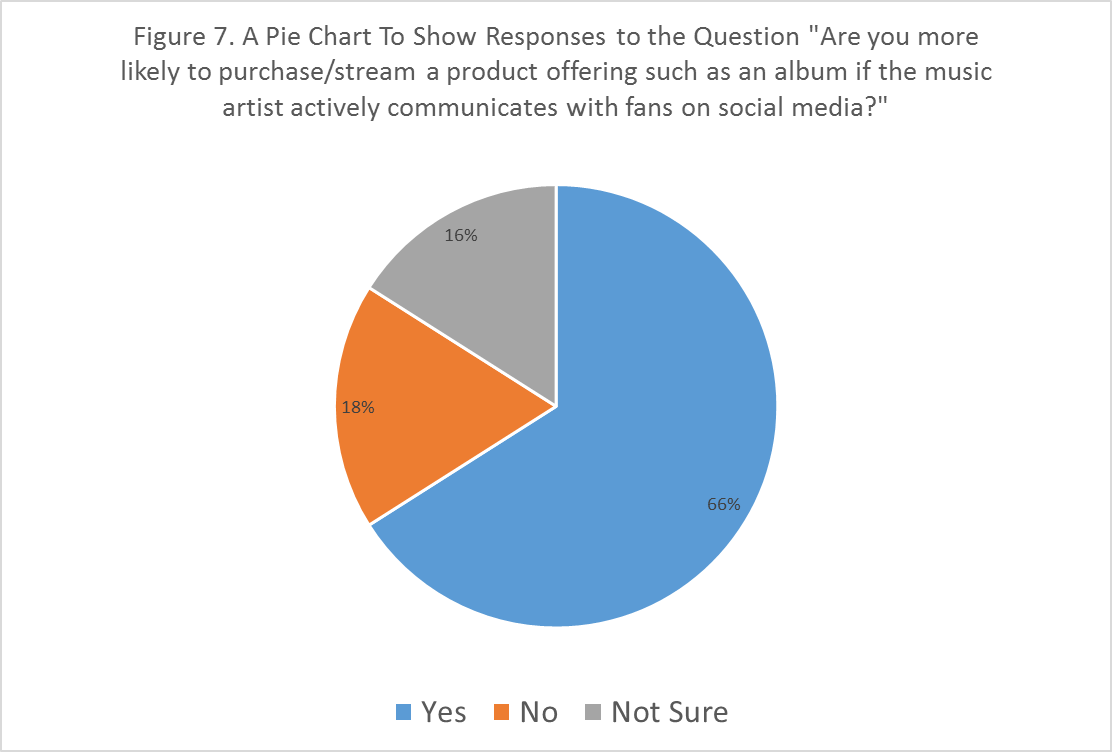 Figure 7. A Pie Chart To Show Responses to the Question "Are you more
likely to purchase/stream a product offering such as an album if the music
artist actively communicates with fans on social media?"
16%
18%
66%
Yes No Not Sure